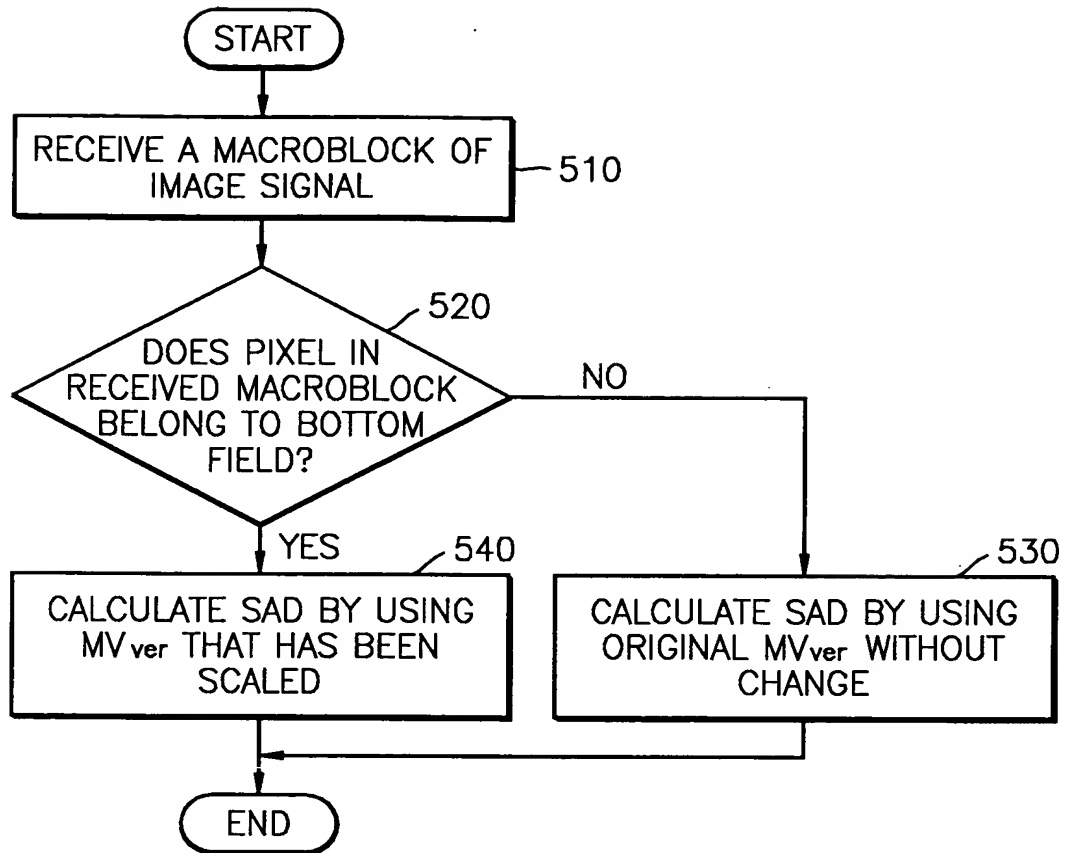 START
RECEIVE A MACROBLOCK OF
IMAGE SIGNAL
510
520
DOES PIXEL IN
RECEIVED MACROBLOCK
BELONG TO BOTTOM
FIELD?
NO
YES
540
530
CALCULATE SAD BY USING
MVver THAT HAS BEEN
SCALED
CALCULATE SAD BY USING
ORIGINAL MVver WITHOUT
CHANGE
END